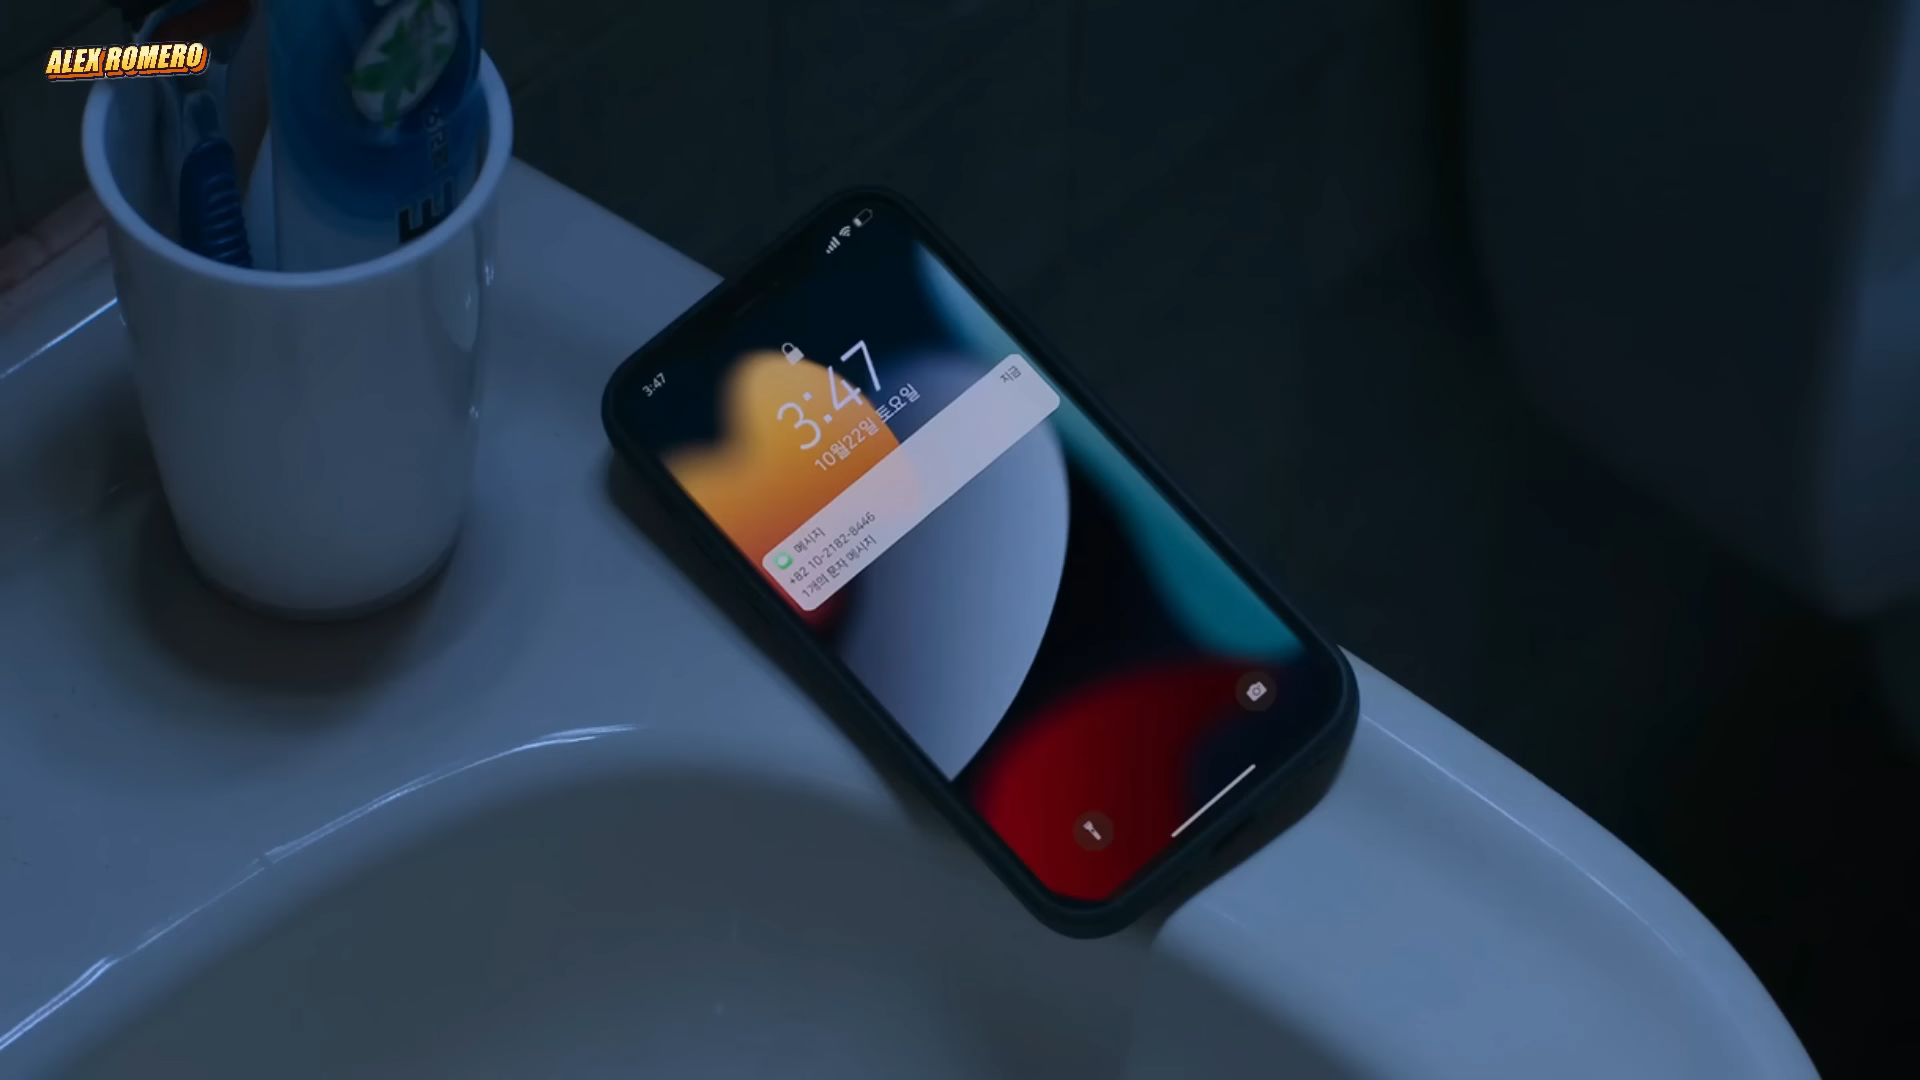 ALEX ROMERO
3:47
3:47
10월22일 토요일
메시지
지금
+82 10-2182-8446
1개의 문자 메시지